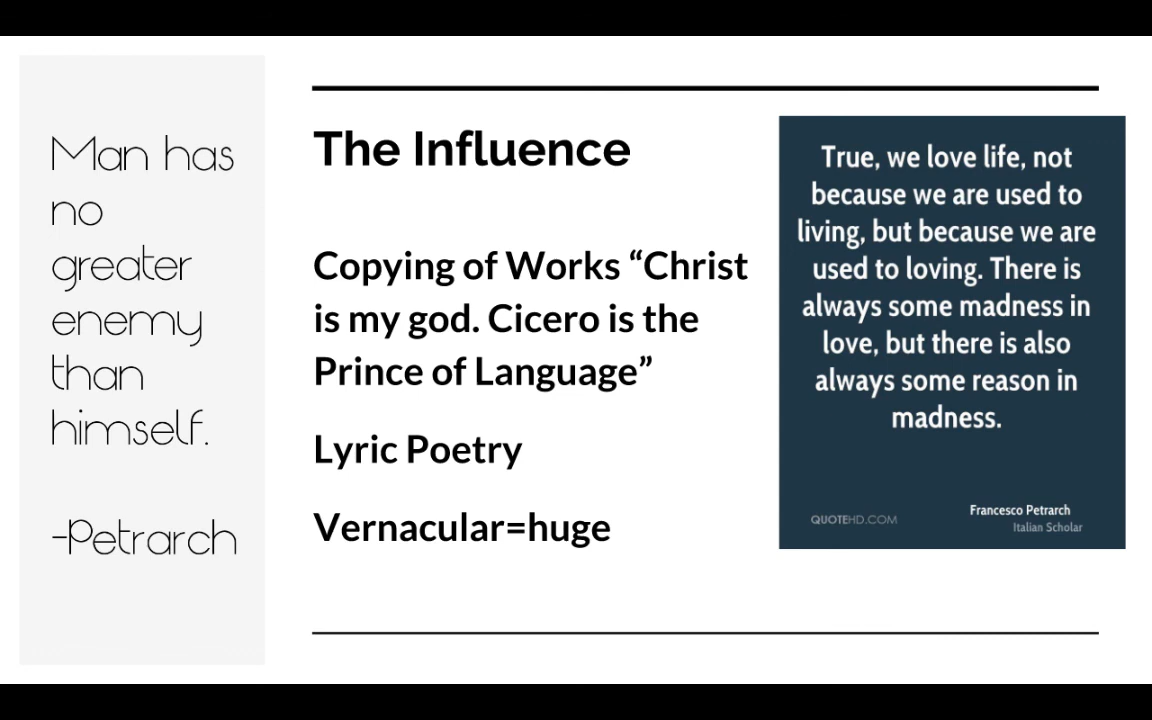 Man has
no
greater
enemy
than
himself.
-Petrarch
The Influence
Copying of Works “Christ
is my god. Cicero is the
Prince of Language”
Lyric Poetry
Vernacular=huge
True, we love life, not
because we are used to
living, but because we are
used to loving. There is
always some madness in
love, but there is also
always some reason in
madness.
Francesco Petrarch
Italian Scholar
QUOTEHD.COM